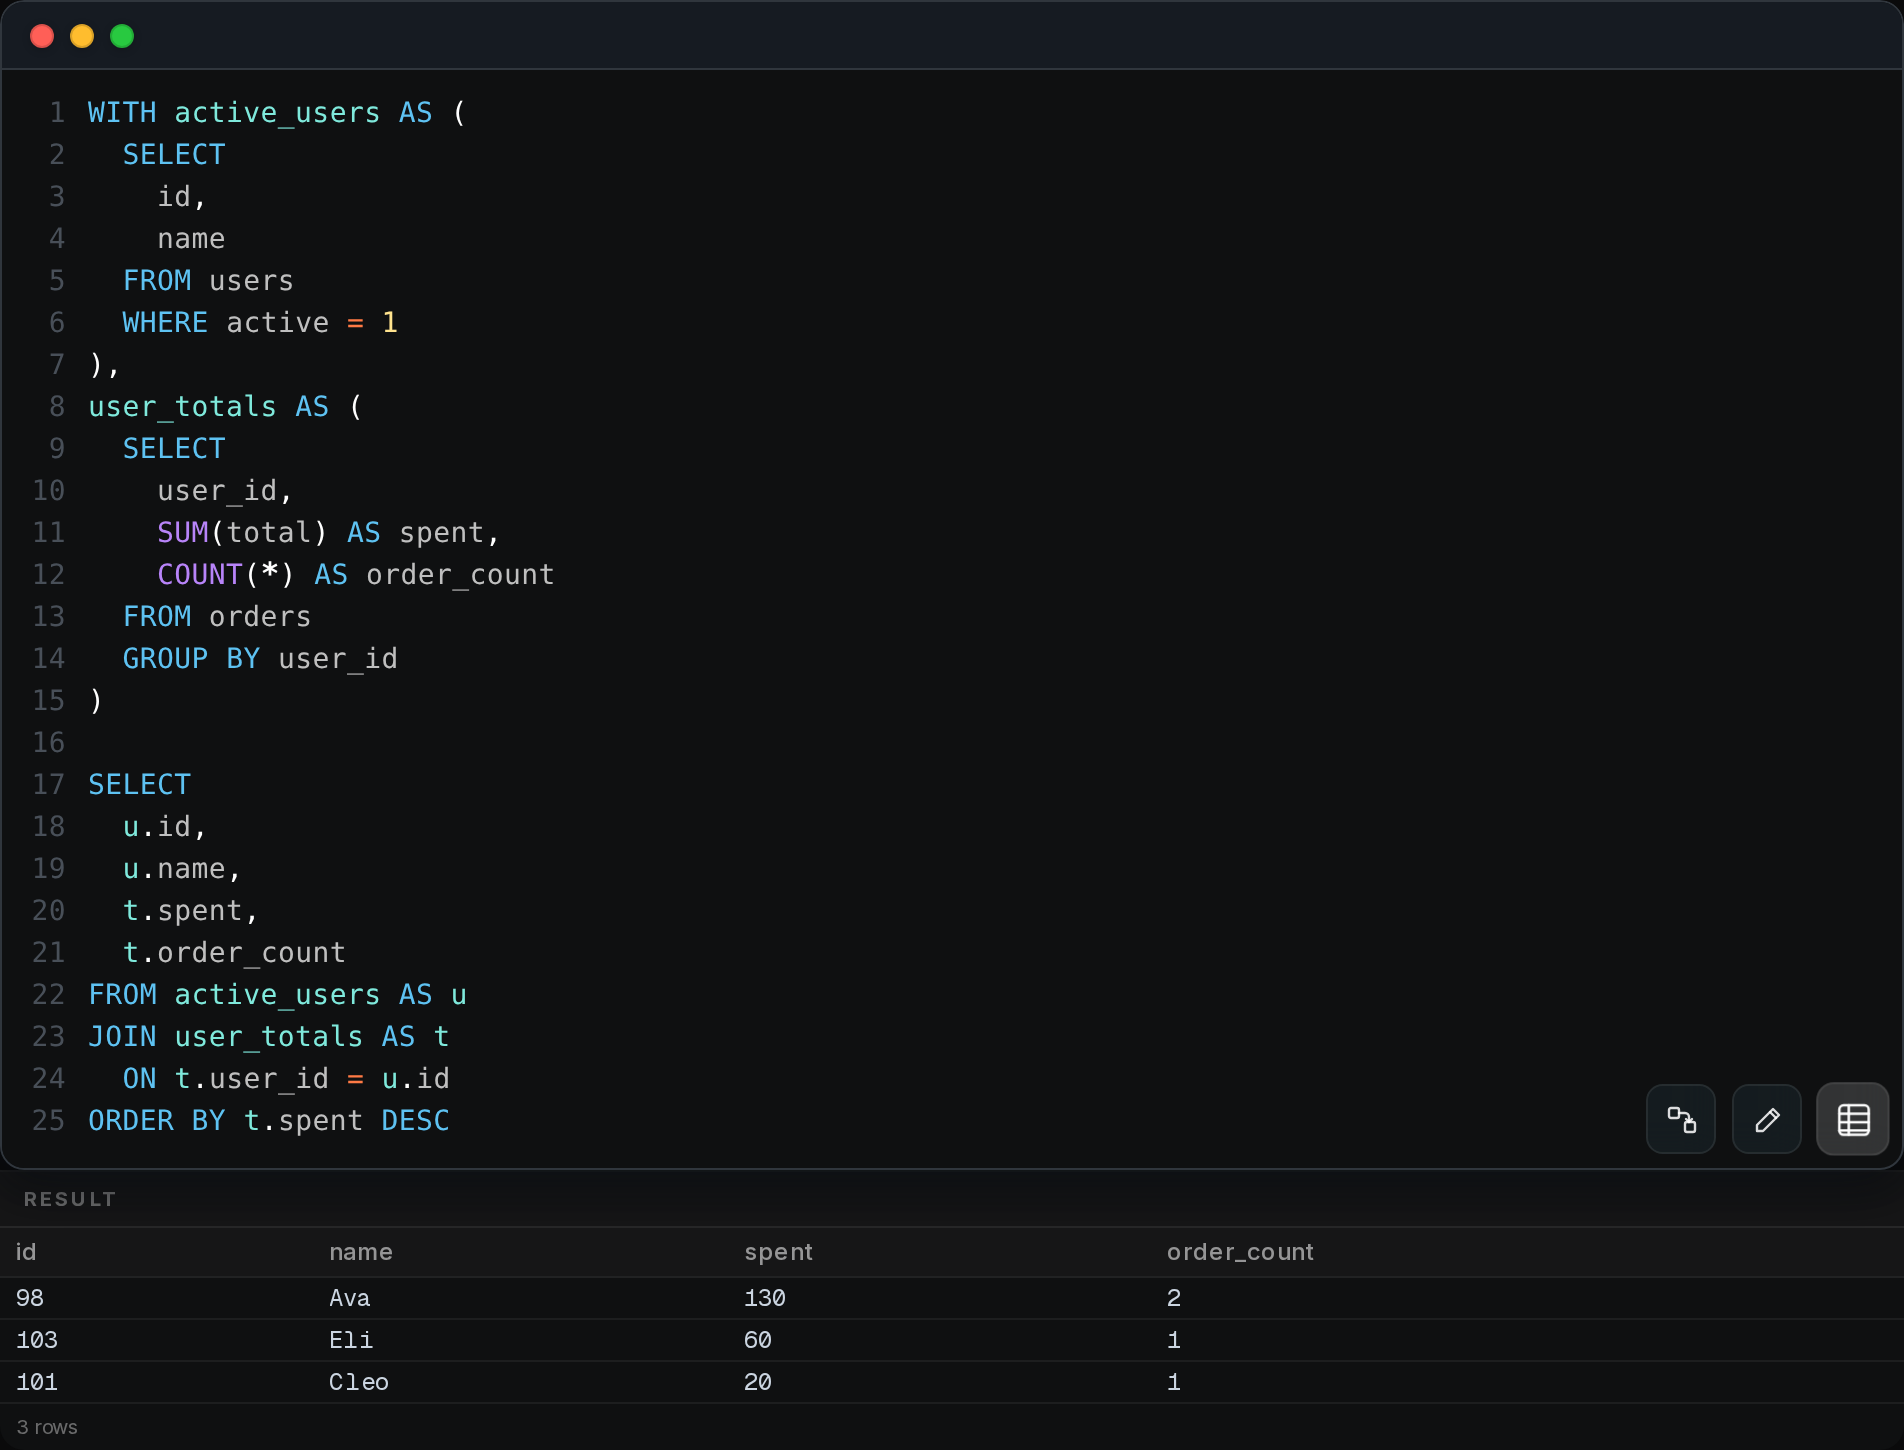 1 WITH active_users AS (
2   SELECT
3     id,
4     name
5   FROM users
6   WHERE active = 1
7 ),
8 user_totals AS (
9   SELECT
10     user_id,
11     SUM(total) AS spent,
12     COUNT(*) AS order_count
13   FROM orders
14   GROUP BY user_id
15 )
16
17 SELECT
18   u.id,
19   u.name,
20   t.spent,
21   t.order_count
22 FROM active_users AS u
23 JOIN user_totals AS t
24   ON t.user_id = u.id
25 ORDER BY t.spent DESC
RESULT
id name spent order_count
98 Ava 130 2
103 Eli 60 1
101 Cleo 20 1
3 rows